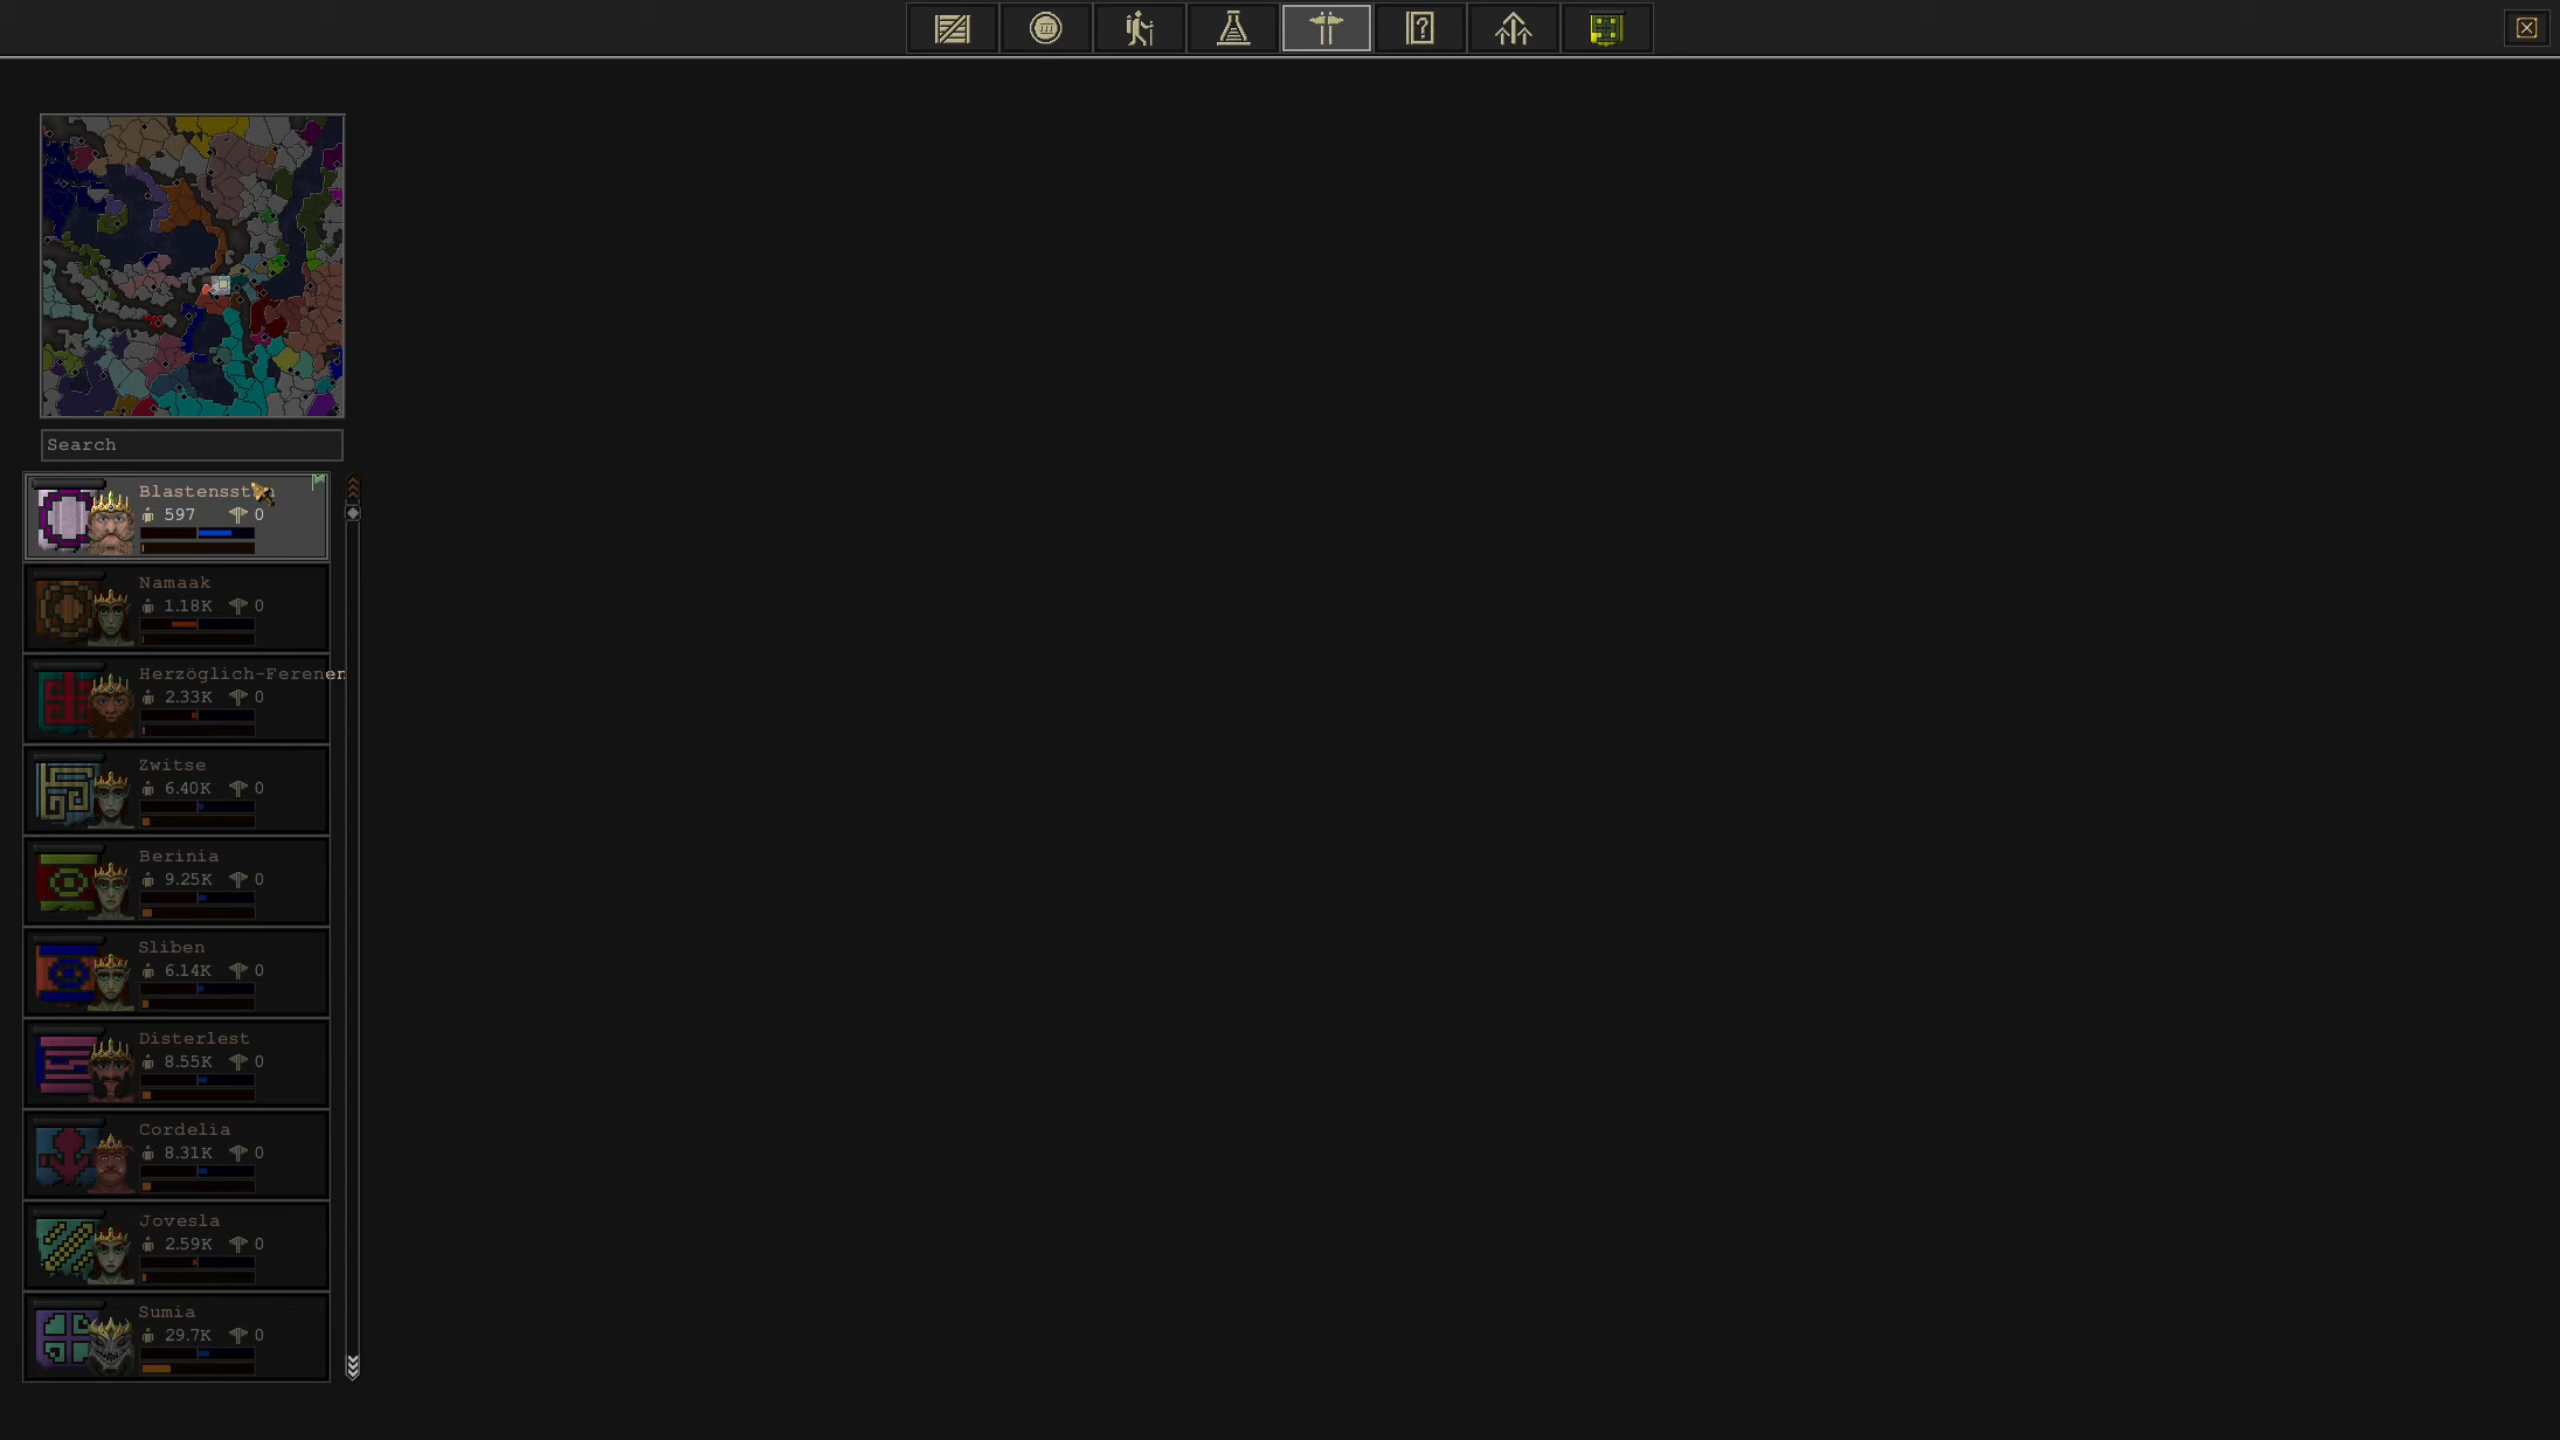 Search
597 0
Namaak
1.18K 0
Herzöglich-Ferenen
2.33K 0
Zwitse
6.40K 0
Berinia
9.25K 0
Sliben
6.14K 0
Disterlest
8.55K 0
Cordelia
8.31K 0
Jovesla
2.59K 0
Sumia
29.7K 0